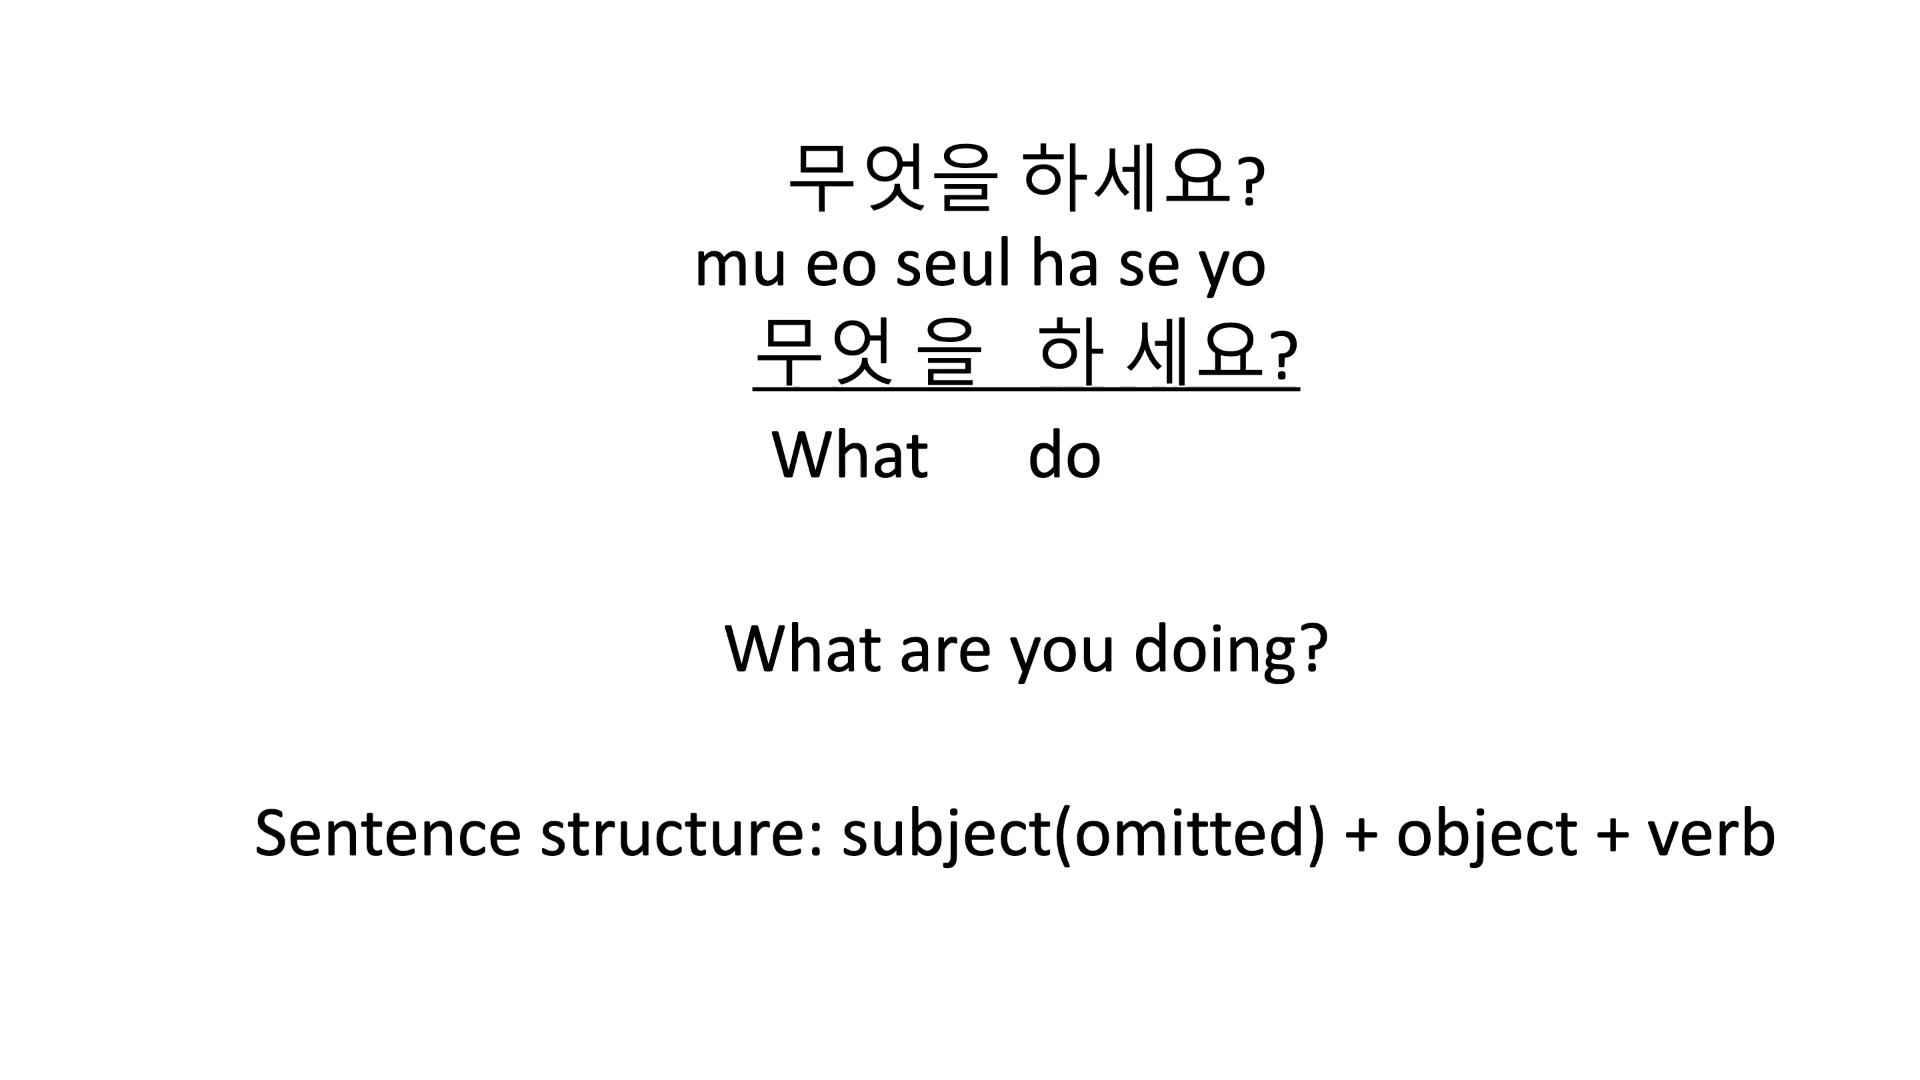 무엇을 하세요?
mu eo seul ha se yo
무엇 을 하 세요?
What do
What are you doing?
Sentence structure: subject(omitted) + object + verb